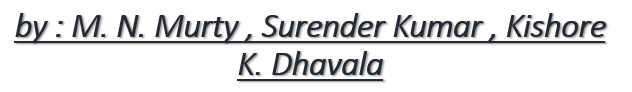 by : M. N. Murty , Surender Kumar , Kishore
K. Dhavala